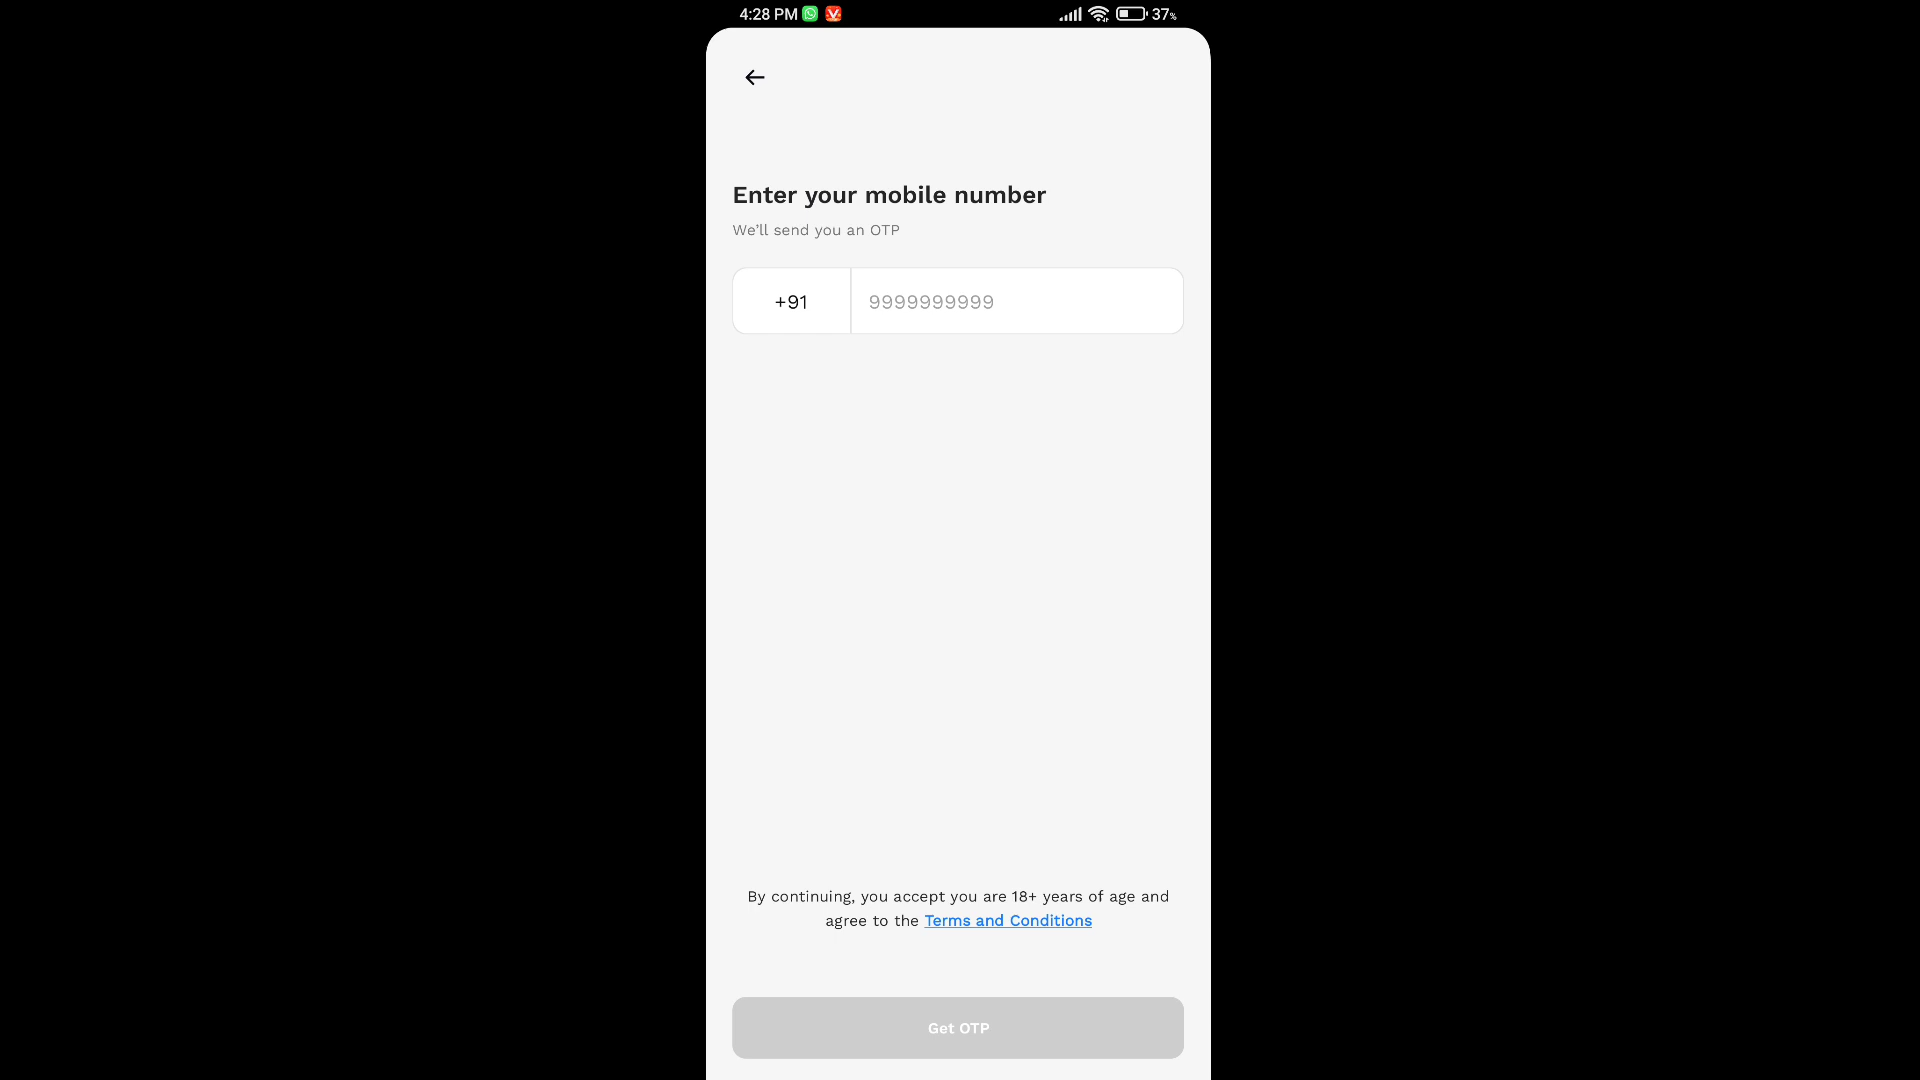 4:28 PM 37%
Enter your mobile number
We'll send you an OTP
+91 9999999999
By continuing, you accept you are 18+ years of age and
agree to the Terms and Conditions
Get OTP